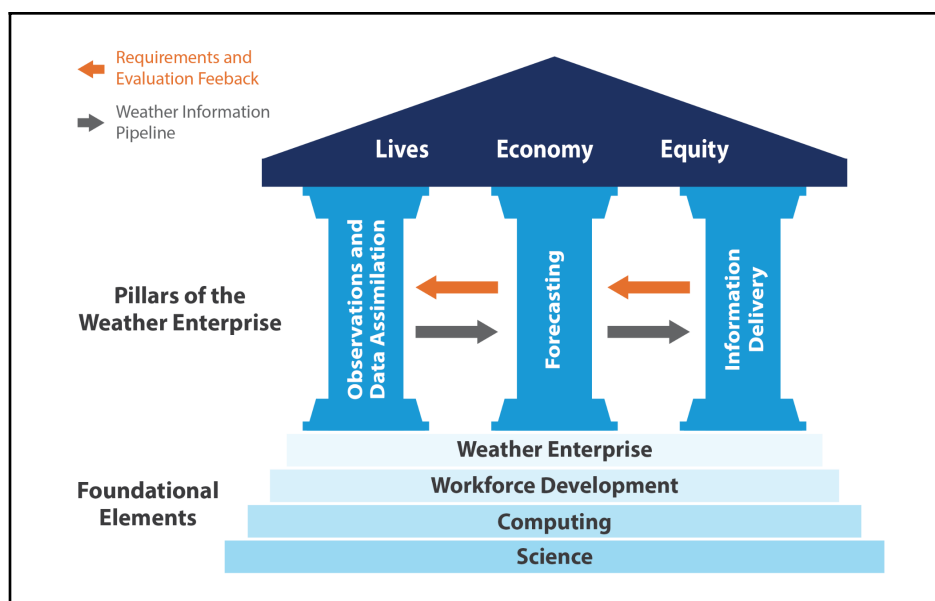 Requirements and
Evaluation Feeback
Weather Information
Pipeline
Lives Economy Equity
Pillars of the
Weather Enterprise
Observations and
Data Assimilation
Forecasting
Information
Delivery
Foundational
Elements
Weather Enterprise
Workforce Development
Computing
Science